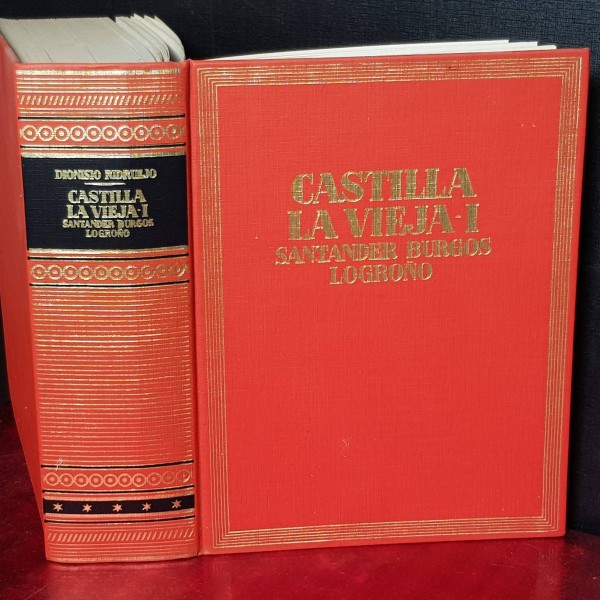 DIONISIO RIDRUEJO
CASTILLA
LA VIEJA-I
SANTANDER BURGOS
LOGROÑO
CASTILLA
LA VIEJA-I
SANTANDER BURGOS
LOGROÑO